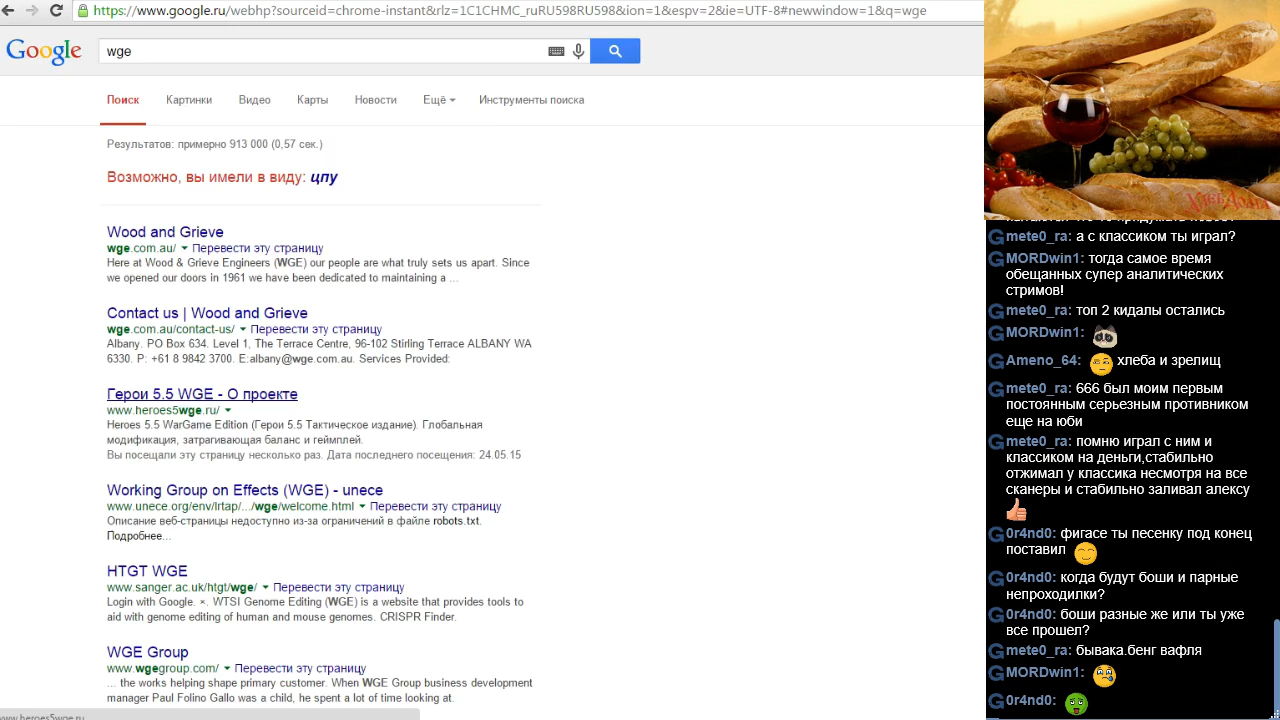 https://www.google.ru/webhp?sourceid=chrome-instant&rlz=1C1CHMC_ruRU598RU598&ion=1&espv=2&ie=UTF-8#newwindow=1&q=wge
Google
wge
Поиск Картинки Видео Карты Новости Ещё Инструменты поиска
Результатов: примерно 913 000 (0,57 сек.)
Возможно, вы имели в виду: цпу
Wood and Grieve
wge.com.au/ Перевести эту страницу
Here at Wood & Grieve Engineers (WGE) our people are what truly sets us apart. Since
we opened our doors in 1961 we have been dedicated to maintaining a ...
Contact us | Wood and Grieve
wge.com.au/contact-us/ Перевести эту страницу
Albany. PO Box 634. Level 1, The Terrace Centre, 96-102 Stirling Terrace ALBANY WA
6330. P: +61 8 9842 3700. E:albany@wge.com.au. Services Provided:
Герои 5.5 WGE - О проекте
www.heroes5wge.ru/
Heroes 5.5 WarGame Edition (Герои 5.5 Тактическое издание). Глобальная
модификация, затрагивающая баланс и геймплей.
Вы посещали эту страницу несколько раз. Дата последнего посещения: 24.05.15
Working Group on Effects (WGE) - unece
www.unece.org/env/lrtap/.../wge/welcome.html Перевести эту страницу
Описание веб-страницы недоступно из-за ограничений в файле robots.txt.
Подробнее...
HTGT WGE
www.sanger.ac.uk/htgt/wge/ Перевести эту страницу
Login with Google. ×. WTSI Genome Editing (WGE) is a website that provides tools to
aid with genome editing of human and mouse genomes. CRISPR Finder.
WGE Group
www.wgegroup.com/ Перевести эту страницу
... the works helping shape primary customer. When WGE Group business development
manager Paul Folino Gallo was a child, he spent a lot of time looking at.
www.heroes5wge.ru
mete0_ra: а с классиком ты играл?
MORDwin1: тогда самое время
обещанных супер аналитических
стримов!
mete0_ra: топ 2 кидалы остались
MORDwin1:
Ameno_64: хлеба и зрелищ
mete0_ra: 666 был моим первым
постоянным серьезным противником
еще на юби
mete0_ra: помню играл с ним и
классиком на деньги,стабильно
отжимал у классика несмотря на все
сканеры и стабильно заливал алексу
0r4nd0: фигасе ты песенку под конец
поставил
0r4nd0: когда будут боши и парные
непроходилки?
0r4nd0: боши разные же или ты уже
все прошел?
mete0_ra: бывака.бенг вафля
MORDwin1:
0r4nd0: